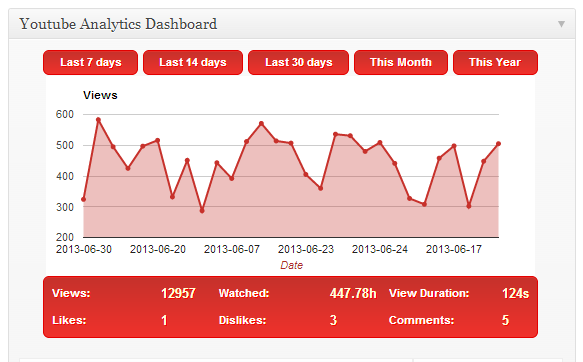 Youtube Analytics Dashboard
Last 7 days Last 14 days Last 30 days This Month This Year
Views
600
500
400
300
200
2013-06-30 2013-06-20 2013-06-07 2013-06-23 2013-06-24 2013-06-17
Date
Views: 12957 Watched: 447.78h View Duration: 124s
Likes: 1 Dislikes: 3 Comments: 5